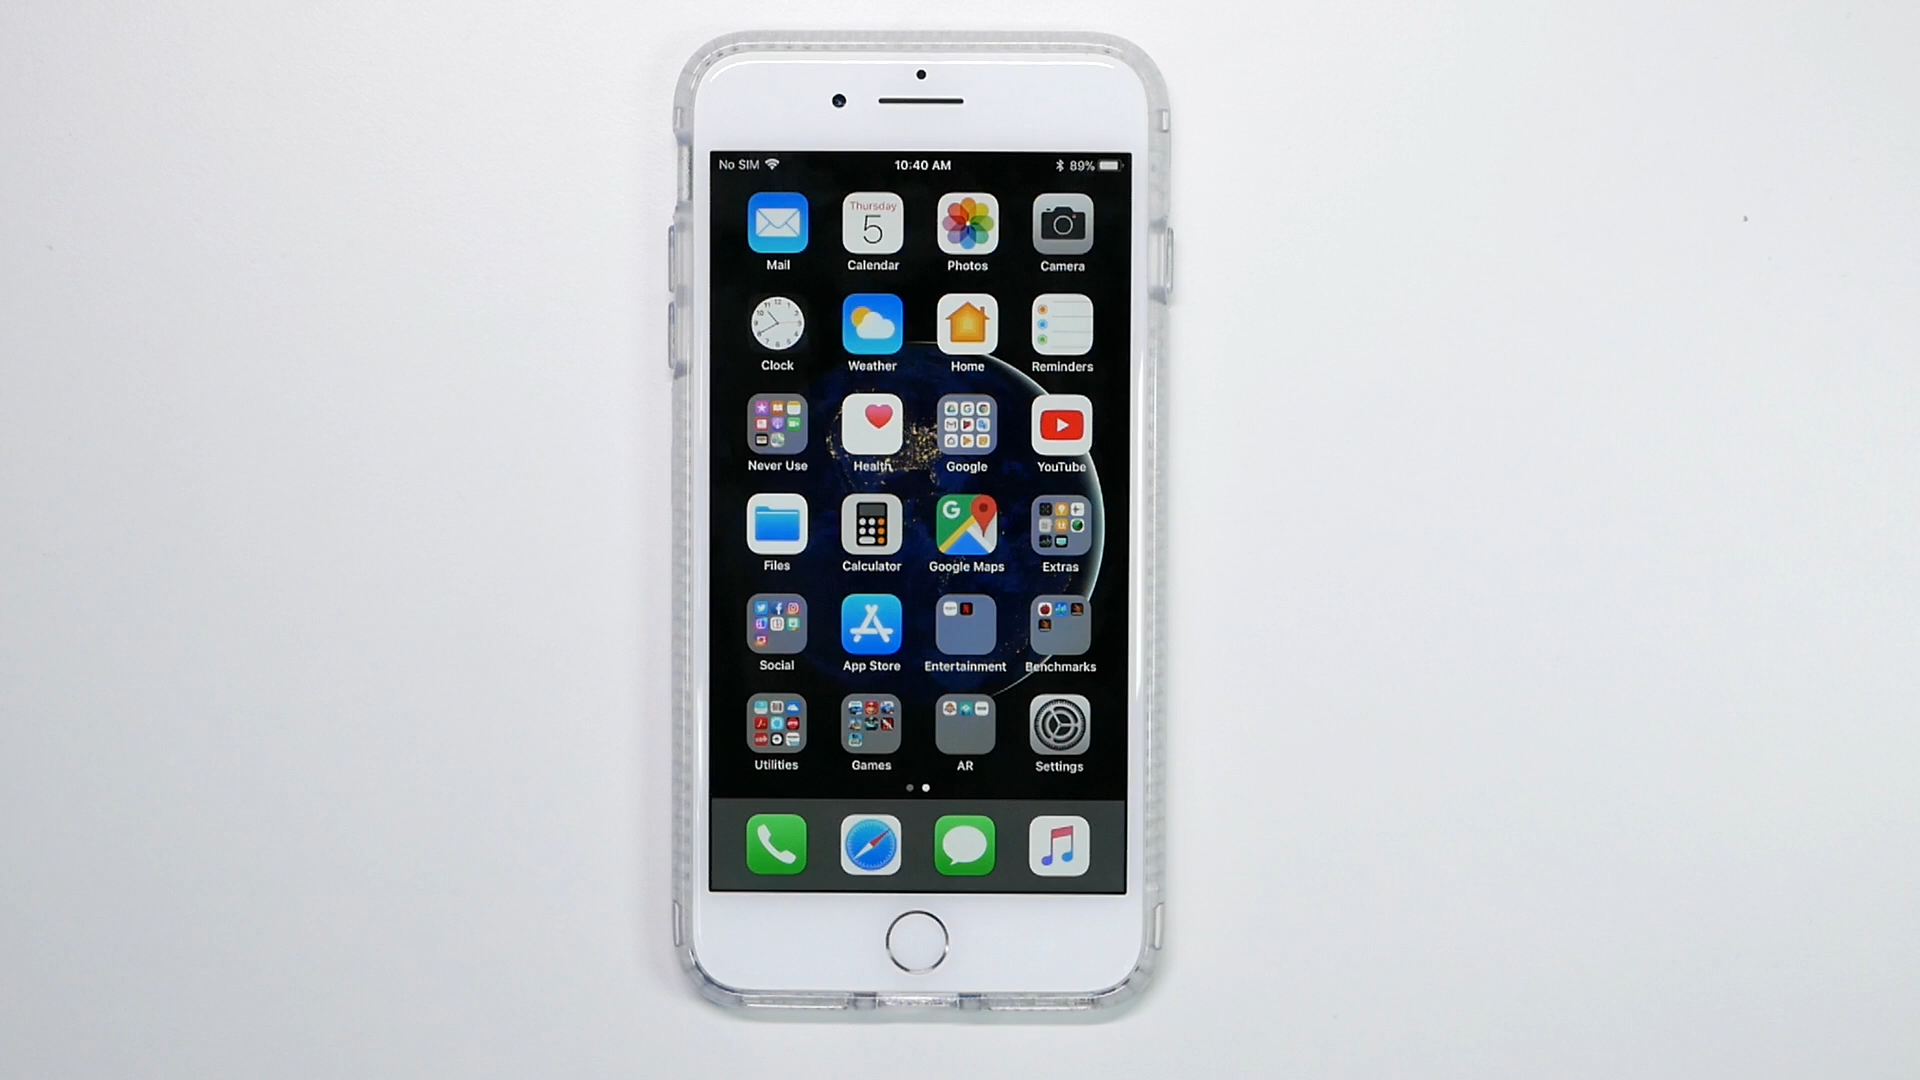 No SIM 10:40 AM 89%
Thursday
5
Mail Calendar Photos Camera
Clock Weather Home Reminders
Never Use Health Google YouTube
G
Files Calculator Google Maps Extras
Social App Store Entertainment Benchmarks
Utilities Games AR Settings